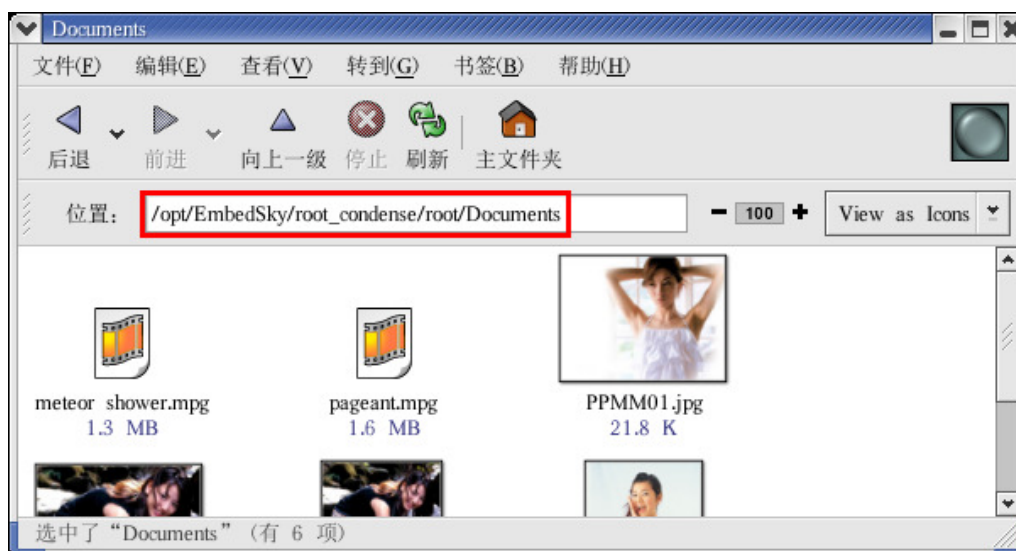 Documents
文件(F) 编辑(E) 查看(V) 转到(G) 书签(B) 帮助(H)
后退 前进 向上一级 停止 刷新 主文件夹
位置： /opt/EmbedSky/root_condense/root/Documents 100 View as Icons
meteor shower.mpg pageant.mpg PPMM01.jpg
1.3 MB 1.6 MB 21.8 K
选中了 “Documents” (有 6 项)